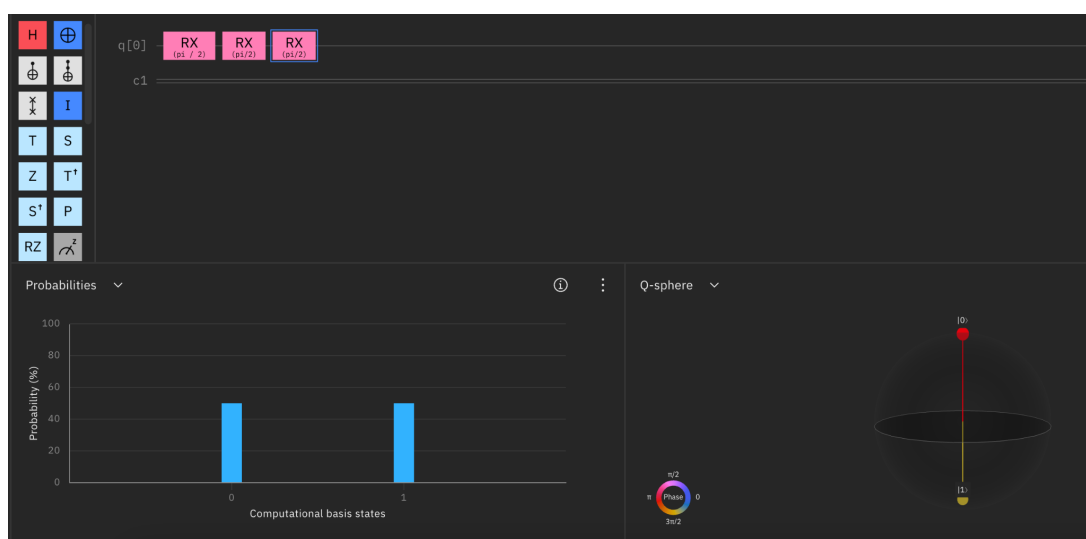 H
q[0] RX RX RX
(pi / 2) (pi/2) (pi/2)
c1
I
T S
Z T†
S† P
RZ z
Probabilities
Q-sphere
100
80
60
40
20
0
Probability (%)
0 1
Computational basis states
|0⟩
|1⟩
π/2
π Phase 0
3π/2